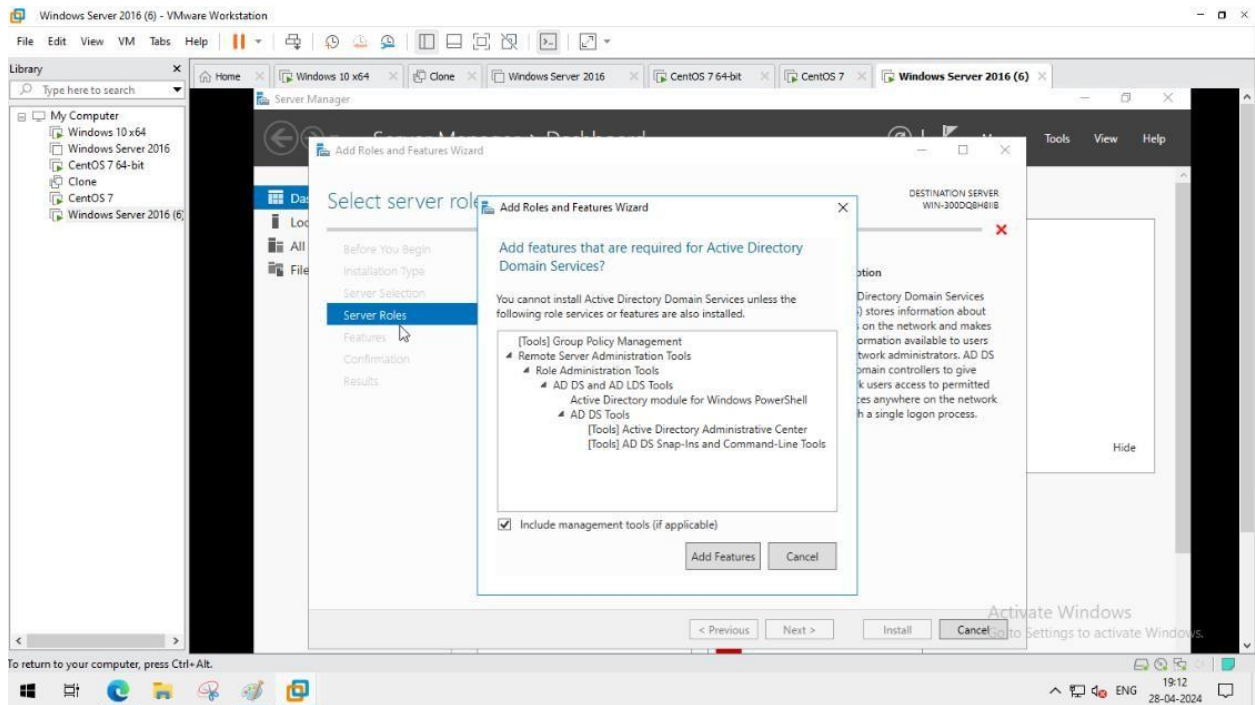 Windows Server 2016 (6) - VMware Workstation
File Edit View VM Tabs Help
Library
Type here to search
My Computer
Windows 10 x64
Windows Server 2016
CentOS 7 64-bit
Clone
CentOS 7
Windows Server 2016 (6)
Home
Windows 10 x64
Clone
Windows Server 2016
CentOS 7 64-bit
CentOS 7
Windows Server 2016 (6)
Server Manager
Tools View Help
Add Roles and Features Wizard
Select server role
DESTINATION SERVER
Before You Begin
Installation Type
Server Selection
Server Roles
Features
Confirmation
Results
Das
Loc
All
File
Add Roles and Features Wizard
Add features that are required for Active Directory
Domain Services?
You cannot install Active Directory Domain Services unless the
following role services or features are also installed.
[Tools] Group Policy Management
Remote Server Administration Tools
Role Administration Tools
AD DS and AD LDS Tools
Active Directory module for Windows PowerShell
AD DS Tools
[Tools] Active Directory Administrative Center
[Tools] AD DS Snap-Ins and Command-Line Tools
Include management tools (if applicable)
Add Features
Cancel
ption
Directory Domain Services
) stores information about
on the network and makes
ormation available to users
twork administrators. AD DS
omain controllers to give
k users access to permitted
ces anywhere on the network
h a single logon process.
Hide
< Previous
Next >
Install
Cancel
Activate Windows
Go to Settings to activate Windows.
To return to your computer, press Ctrl+Alt.
ENG
19:12
28-04-2024